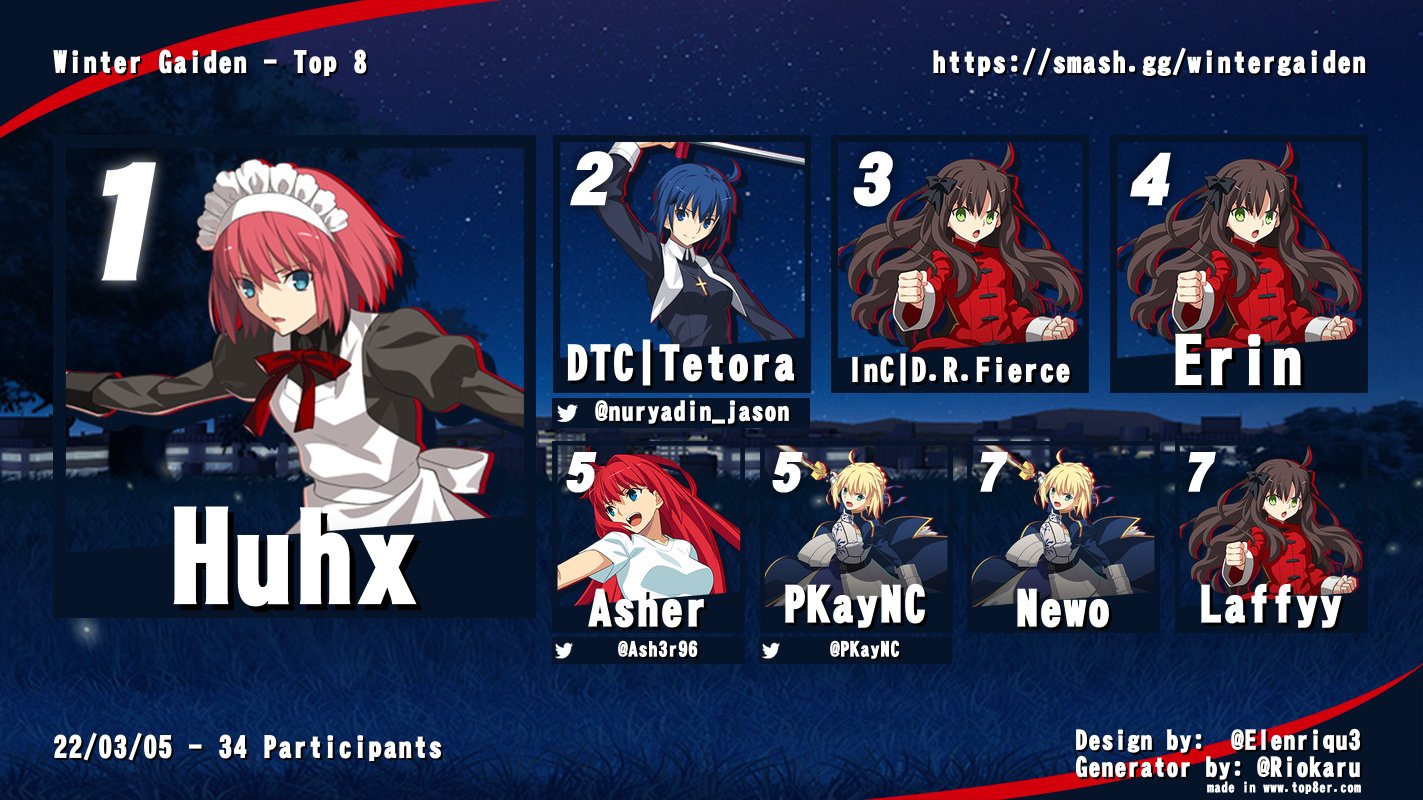 Winter Gaiden - Top 8
https://smash.gg/wintergaiden
1
Huhx
2
DTC|Tetora
@nuryadin_jason
3
InC|D.R.Fierce
4
Erin
5
Asher
@Ash3r96
5
PKayNC
@PKayNC
7
Newo
7
Laffyy
22/03/05 - 34 Participants
Design by: @Elenriqu3
Generator by: @Riokaru
made in www.top8er.com